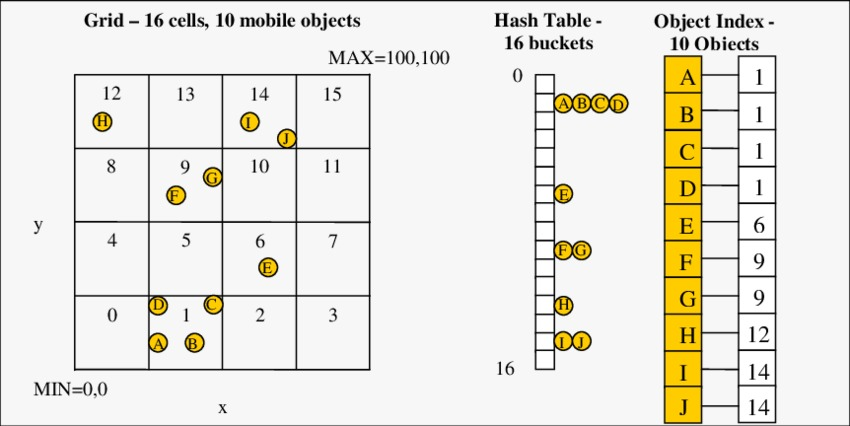 Grid – 16 cells, 10 mobile objects
MAX=100,100
12 13 14 15
H I J
8 9 10 11
G
F
y
4 5 6 7
E
D C
0 1 2 3
A B
MIN=0,0
x
Hash Table -
16 buckets
0
A B C D
E
F G
H
I J
16
Object Index -
10 Objects
A 1
B 1
C 1
D 1
E 6
F 9
G 9
H 12
I 14
J 14